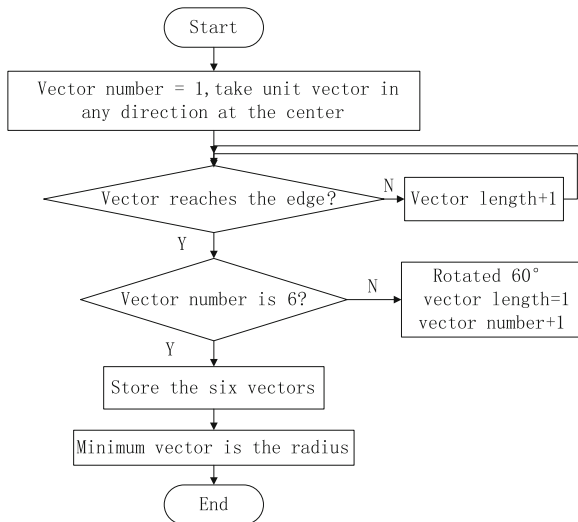 Start
Vector number = 1,take unit vector in
any direction at the center
Vector reaches the edge?
N
Vector length+1
Y
Vector number is 6?
N
Rotated 60°
vector length=1
vector number+1
Y
Store the six vectors
Minimum vector is the radius
End